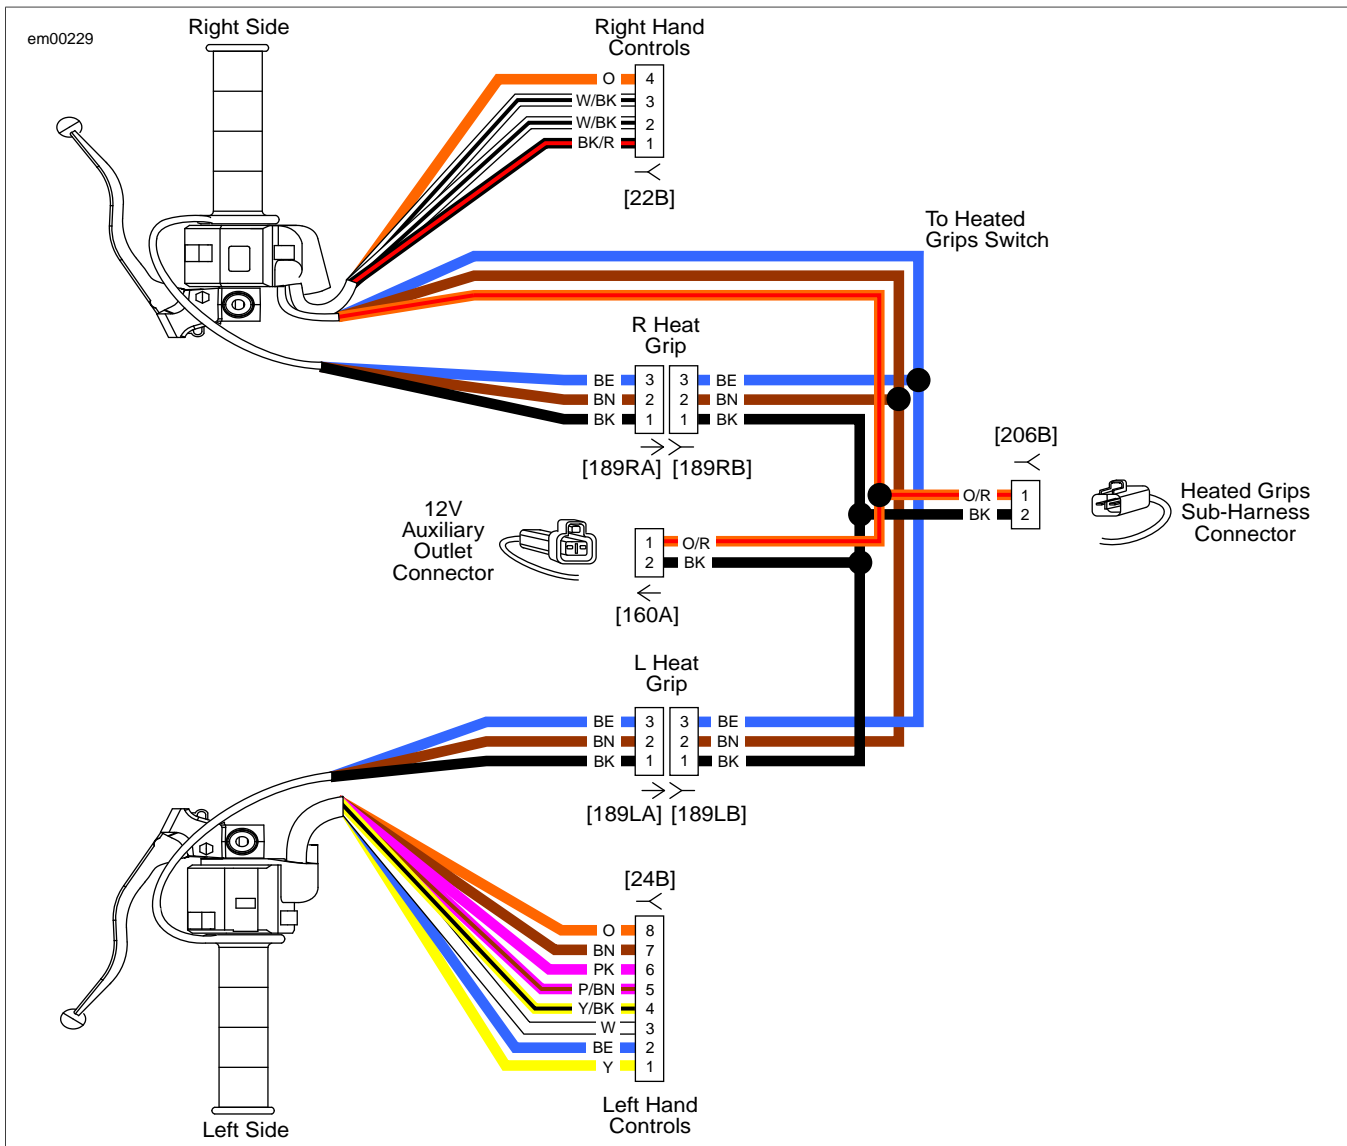 em00229
Right Side
Right Hand
Controls
O 4
W/BK 3
W/BK 2
BK/R 1
[22B]
To Heated
Grips Switch
R Heat
Grip
BE 3 3 BE
BN 2 2 BN
BK 1 1 BK
[189RA] [189RB]
[206B]
O/R 1
BK 2
Heated Grips
Sub-Harness
Connector
12V
Auxiliary
Outlet
Connector
1 O/R
2 BK
[160A]
L Heat
Grip
BE 3 3 BE
BN 2 2 BN
BK 1 1 BK
[189LA] [189LB]
[24B]
O 8
BN 7
PK 6
P/BN 5
Y/BK 4
W 3
BE 2
Y 1
Left Hand
Controls
Left Side